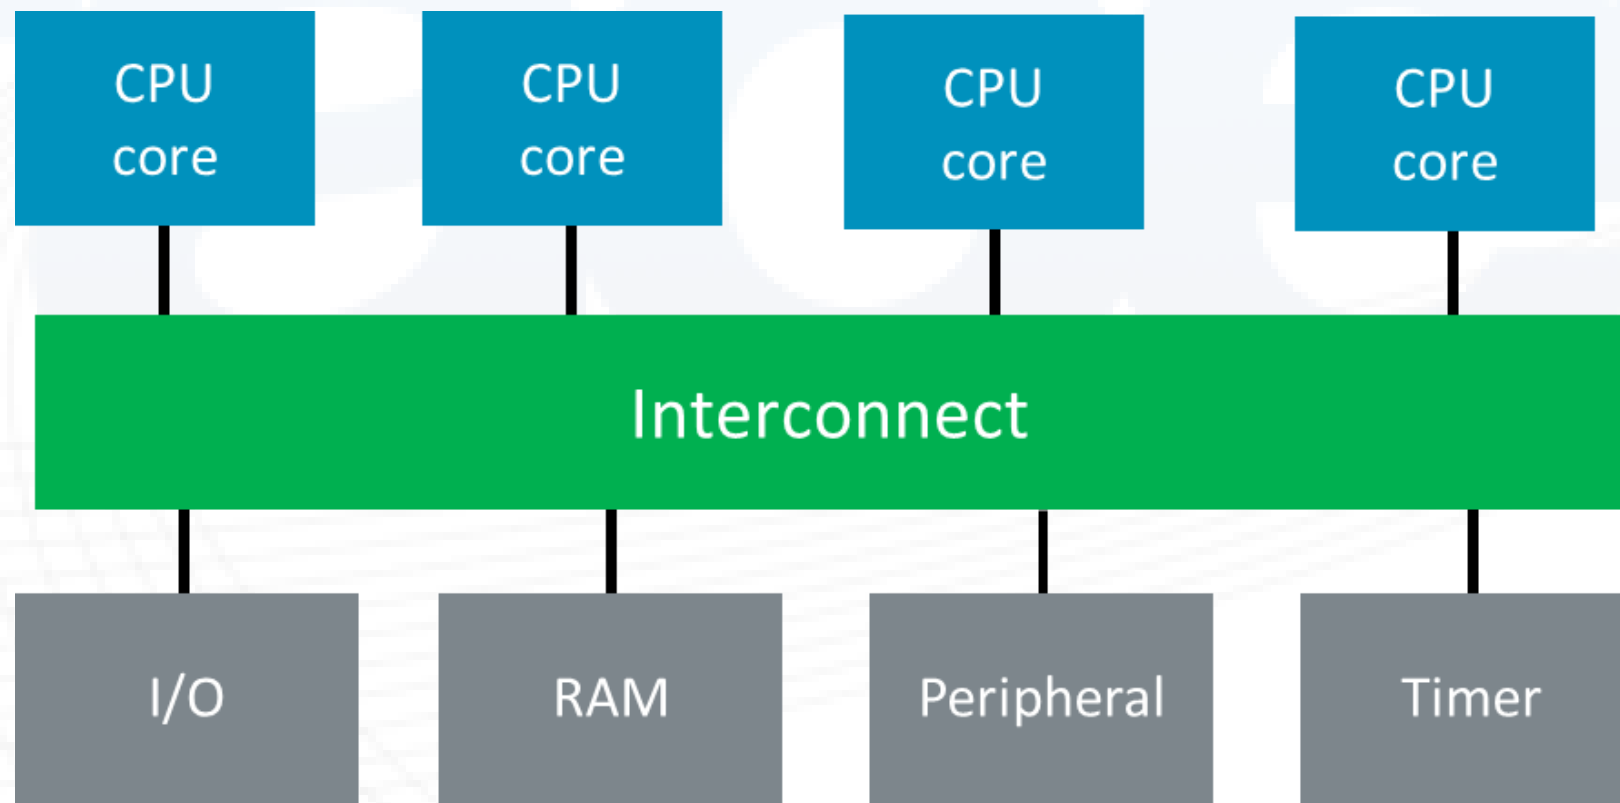 CPU
core
CPU
core
CPU
core
CPU
core
Interconnect
I/O
RAM
Peripheral
Timer